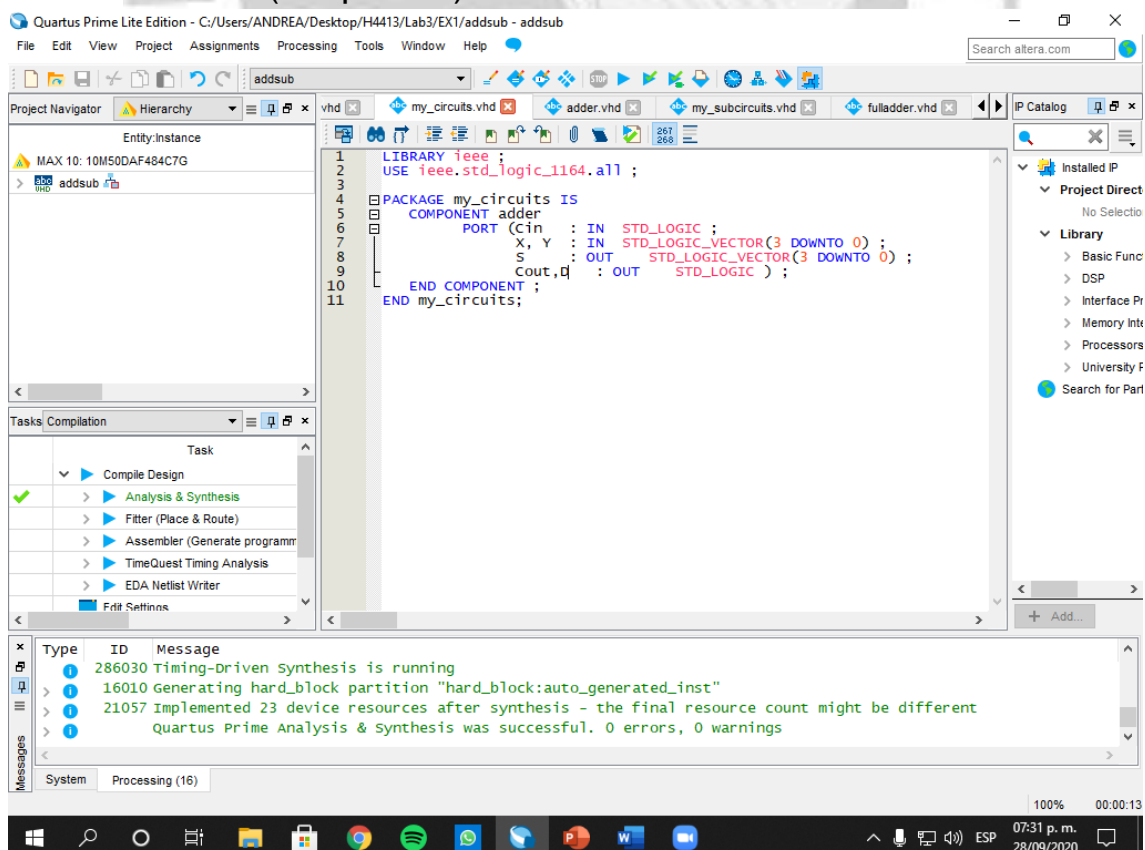 Quartus Prime Lite Edition - C:/Users/ANDREA/Desktop/H4413/Lab3/EX1/addsub - addsub
File Edit View Project Assignments Processing Tools Window Help
Search altera.com
addsub
Project Navigator Hierarchy
vhd my_circuits.vhd adder.vhd my_subcircuits.vhd fulladder.vhd
IP Catalog
Entity:Instance
MAX 10: 10M50DAF484C7G
addsub
267
268
1 LIBRARY ieee ;
2 USE ieee.std_logic_1164.all ;
3
4 PACKAGE my_circuits IS
5 COMPONENT adder
6 PORT (Cin : IN STD_LOGIC ;
7 X, Y : IN STD_LOGIC_VECTOR(3 DOWNTO 0) ;
8 S : OUT STD_LOGIC_VECTOR(3 DOWNTO 0) ;
9 Cout,D : OUT STD_LOGIC ) ;
10 END COMPONENT ;
11 END my_circuits;
Installed IP
Project Direct
No Selectio
Library
Basic Func
DSP
Interface Pr
Memory Inte
Processors
University P
Search for Part
+ Add...
Tasks Compilation
Task
Compile Design
Analysis & Synthesis
Fitter (Place & Route)
Assembler (Generate programm
TimeQuest Timing Analysis
EDA Netlist Writer
Edit Settings
Type ID Message
286030 Timing-Driven Synthesis is running
16010 Generating hard_block partition "hard_block:auto_generated_inst"
21057 Implemented 23 device resources after synthesis - the final resource count might be different
Quartus Prime Analysis & Synthesis was successful. 0 errors, 0 warnings
Messages
System Processing (16)
100% 00:00:13
ESP
07:31 p. m.
28/09/2020